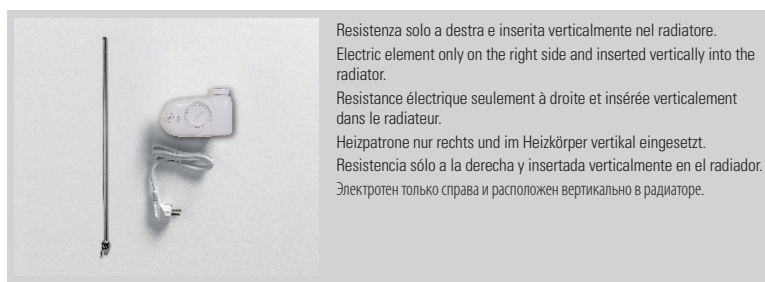 Resistenza solo a destra e inserita verticalmente nel radiatore.
Electric element only on the right side and inserted vertically into the
radiator.
Resistance électrique seulement à droite et insérée verticalement
dans le radiateur.
Heizpatrone nur rechts und im Heizkörper vertikal eingesetzt.
Resistencia sólo a la derecha y insertada verticalmente en el radiador.
Электротен только справа и расположен вертикально в радиаторе.